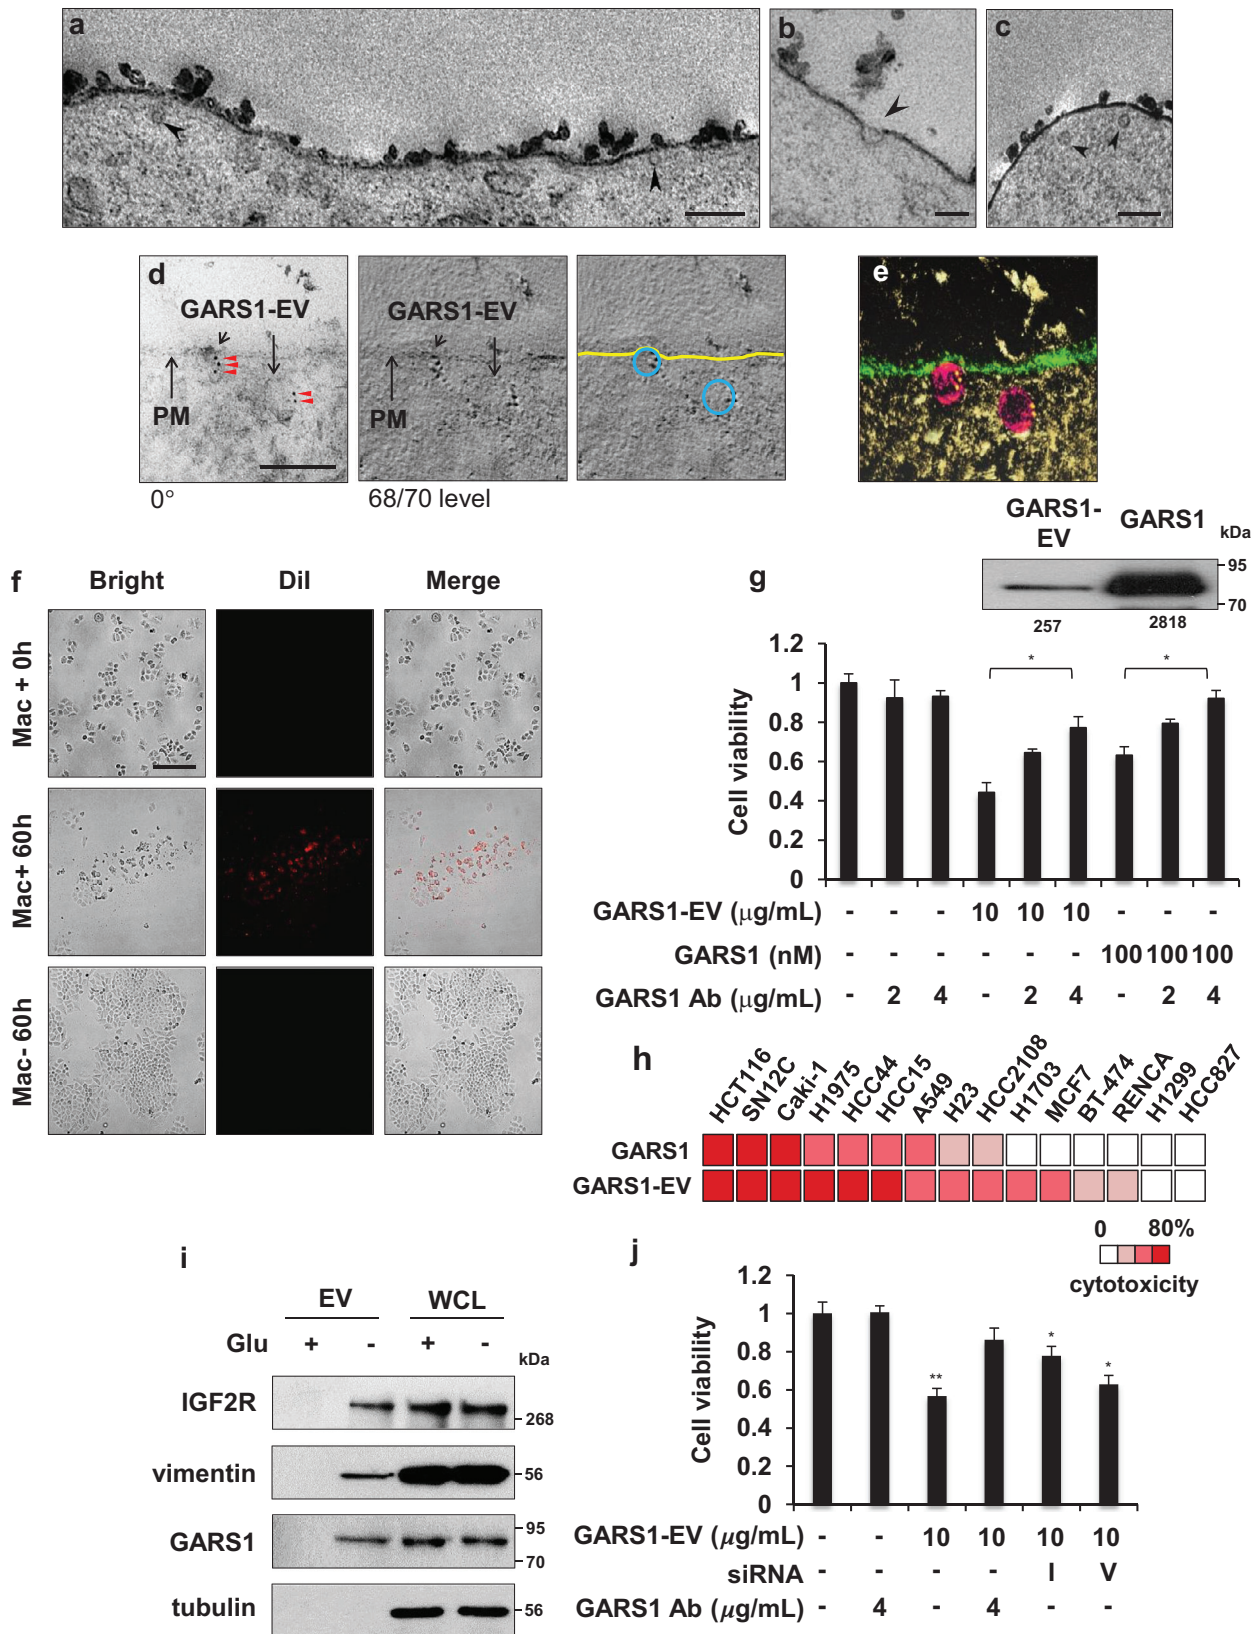 a
b
c
d
GARS1-EV
PM
0°
GARS1-EV
PM
68/70 level
e
f
Bright Dil Merge
Mac + 0h
Mac+ 60h
Mac- 60h
g
GARS1-
EV
GARS1
kDa
95
70
257 2818
Cell viability
1.2
1
0.8
0.6
0.4
0.2
0
* *
GARS1-EV (μg/mL) - - - 10 10 10 - - -
GARS1 (nM) - - - - - - 100 100 100
GARS1 Ab (μg/mL) - 2 4 - 2 4 - 2 4
h
HCT116 SN12C Caki-1 H1975 HCC44 HCC15 A549 H23 HCC2108 H1703 MCF7 BT-474 RENCA H1299 HCC827
GARS1
GARS1-EV
0 80%
cytotoxicity
i
EV WCL
Glu + - + -
kDa
IGF2R 268
vimentin 56
GARS1 95
70
tubulin 56
j
Cell viability
1.2
1
0.8
0.6
0.4
0.2
0
** * *
GARS1-EV (μg/mL) - - 10 10 10 10
siRNA - - - - I V
GARS1 Ab (μg/mL) - 4 - 4 - -